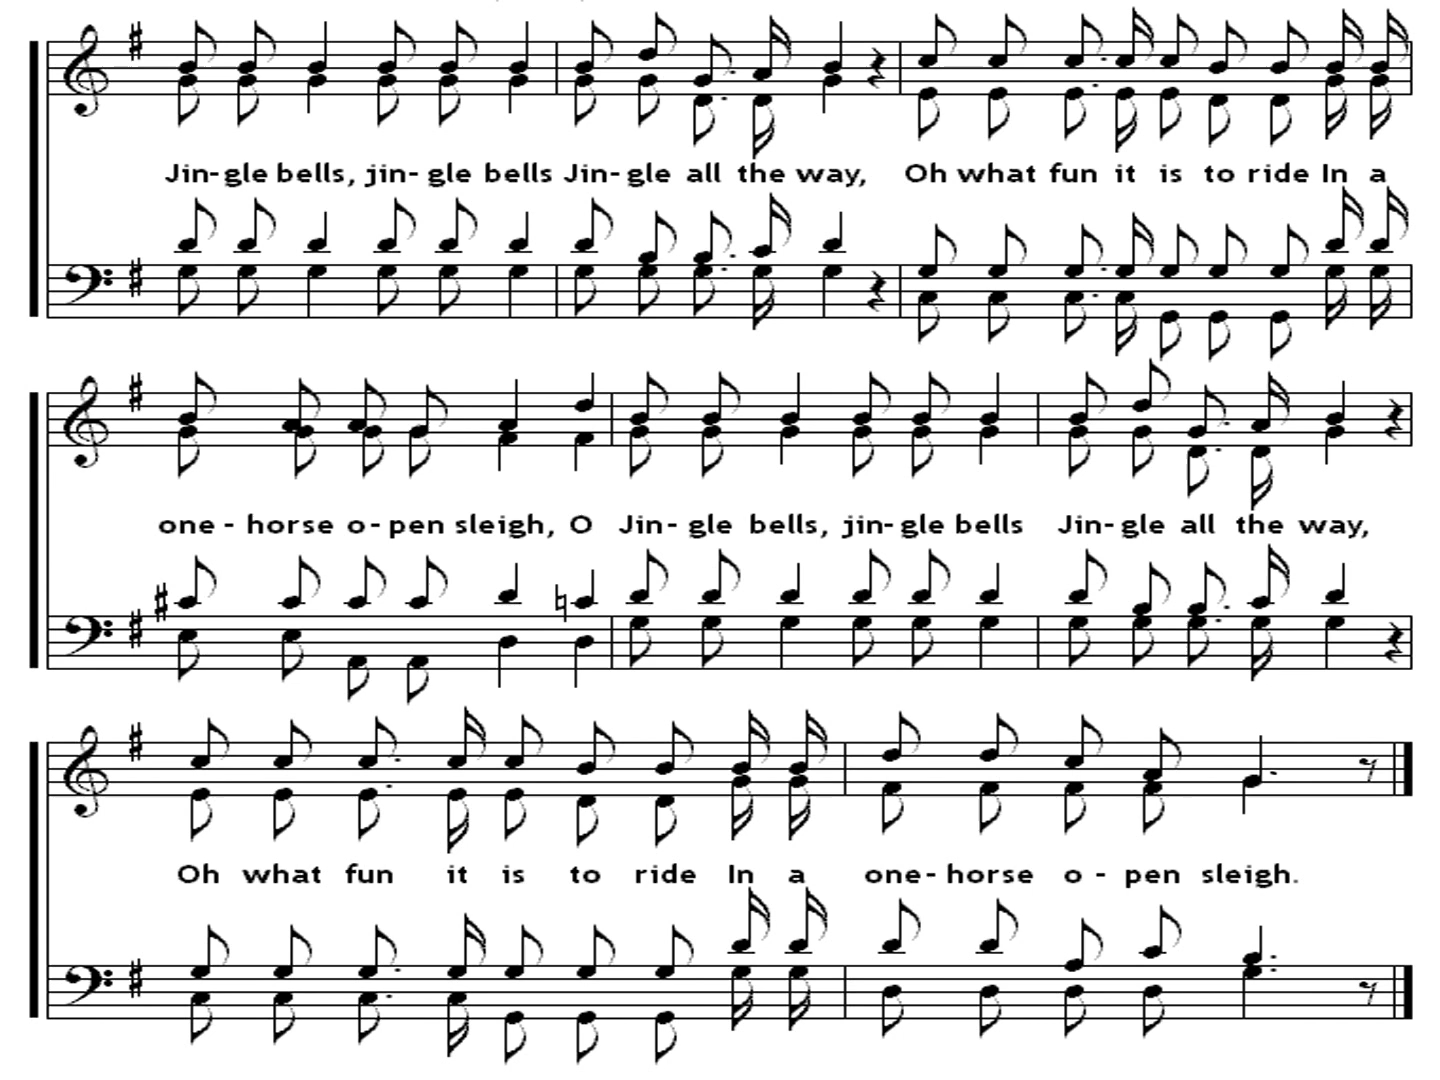 Jin-gle bells, jin-gle bells Jin-gle all the way, Oh what fun it is to ride In a
one-horse o-pen sleigh, O Jin-gle bells, jin-gle bells Jin-gle all the way,
Oh what fun it is to ride In a one-horse o-pen sleigh.